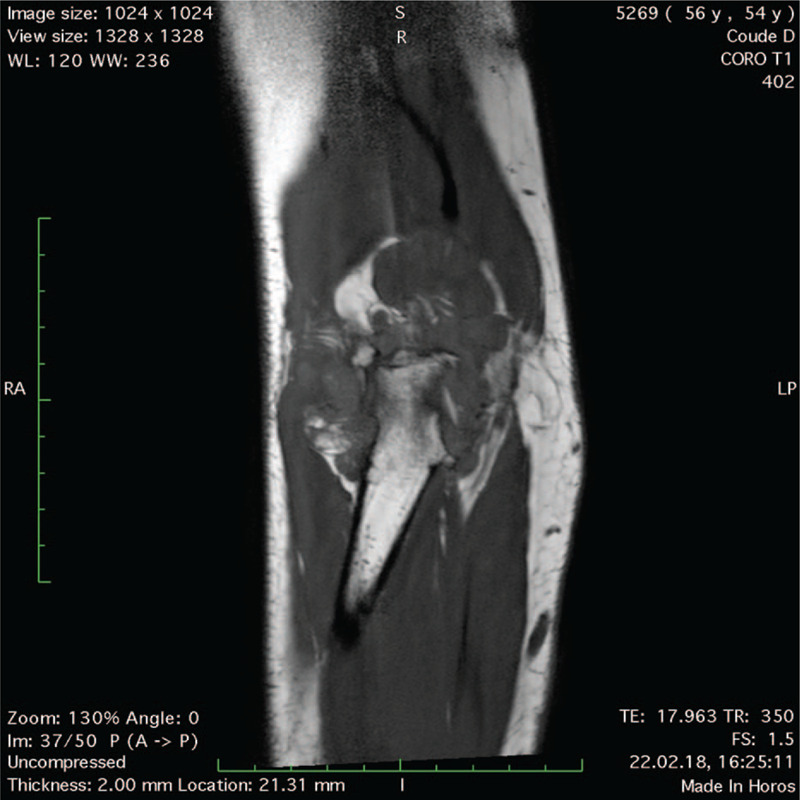 Image size: 1024 x 1024
View size: 1328 x 1328
WL: 120 WW: 236
S
R
5269 ( 56 y , 54 y )
Coude D
CORO T1
402
RA
LP
Zoom: 130% Angle: 0
Im: 37/50 P (A -> P)
Uncompressed
Thickness: 2.00 mm Location: 21.31 mm
I
TE: 17.963 TR: 350
FS: 1.5
22.02.18, 16:25:11
Made In Horos